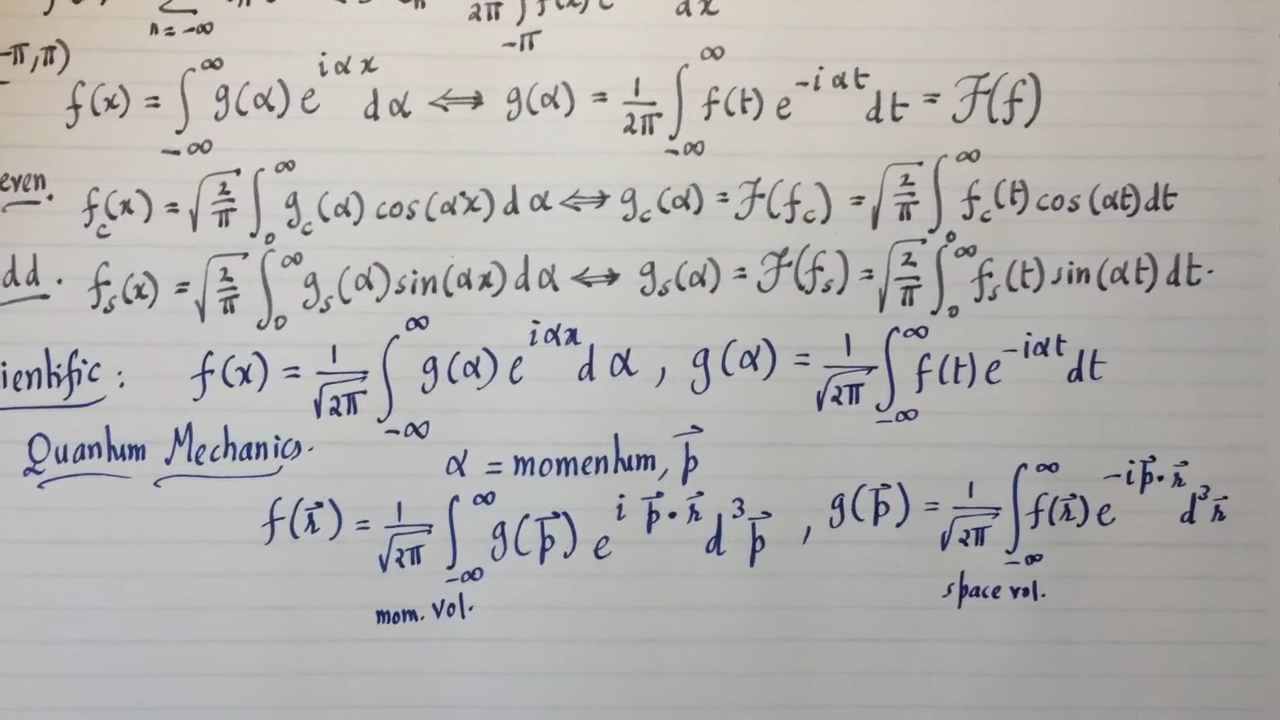 n = -∞ 2π -π dx
-π, π)
f(x) = ∫_{-∞}^{∞} g(α) e^{iαx} dα ⟺ g(α) = 1/2π ∫_{-∞}^{∞} f(t) e^{-iαt} dt = ℱ(f)
even. f_c(x) = √(2/π) ∫_0^∞ g_c(α) cos(αx) dα ⟺ g_c(α) = ℱ(f_c) = √(2/π) ∫_0^∞ f_c(t) cos(αt) dt
dd. f_s(x) = √(2/π) ∫_0^∞ g_s(α) sin(αx) dα ⟺ g_s(α) = ℱ(f_s) = √(2/π) ∫_0^∞ f_s(t) sin(αt) dt.
ientific: f(x) = 1/√2π ∫_{-∞}^{∞} g(α) e^{iαx} dα, g(α) = 1/√2π ∫_{-∞}^{∞} f(t) e^{-iαt} dt
Quantum Mechanics. α = momentum, p⃗
f(r⃗) = 1/√2π ∫_{-∞}^{∞} g(p⃗) e^{i p⃗·r⃗} d³p⃗, g(p⃗) = 1/√2π ∫_{-∞}^{∞} f(r⃗) e^{-i p⃗·r⃗} d³r⃗
mom. vol. space vol.